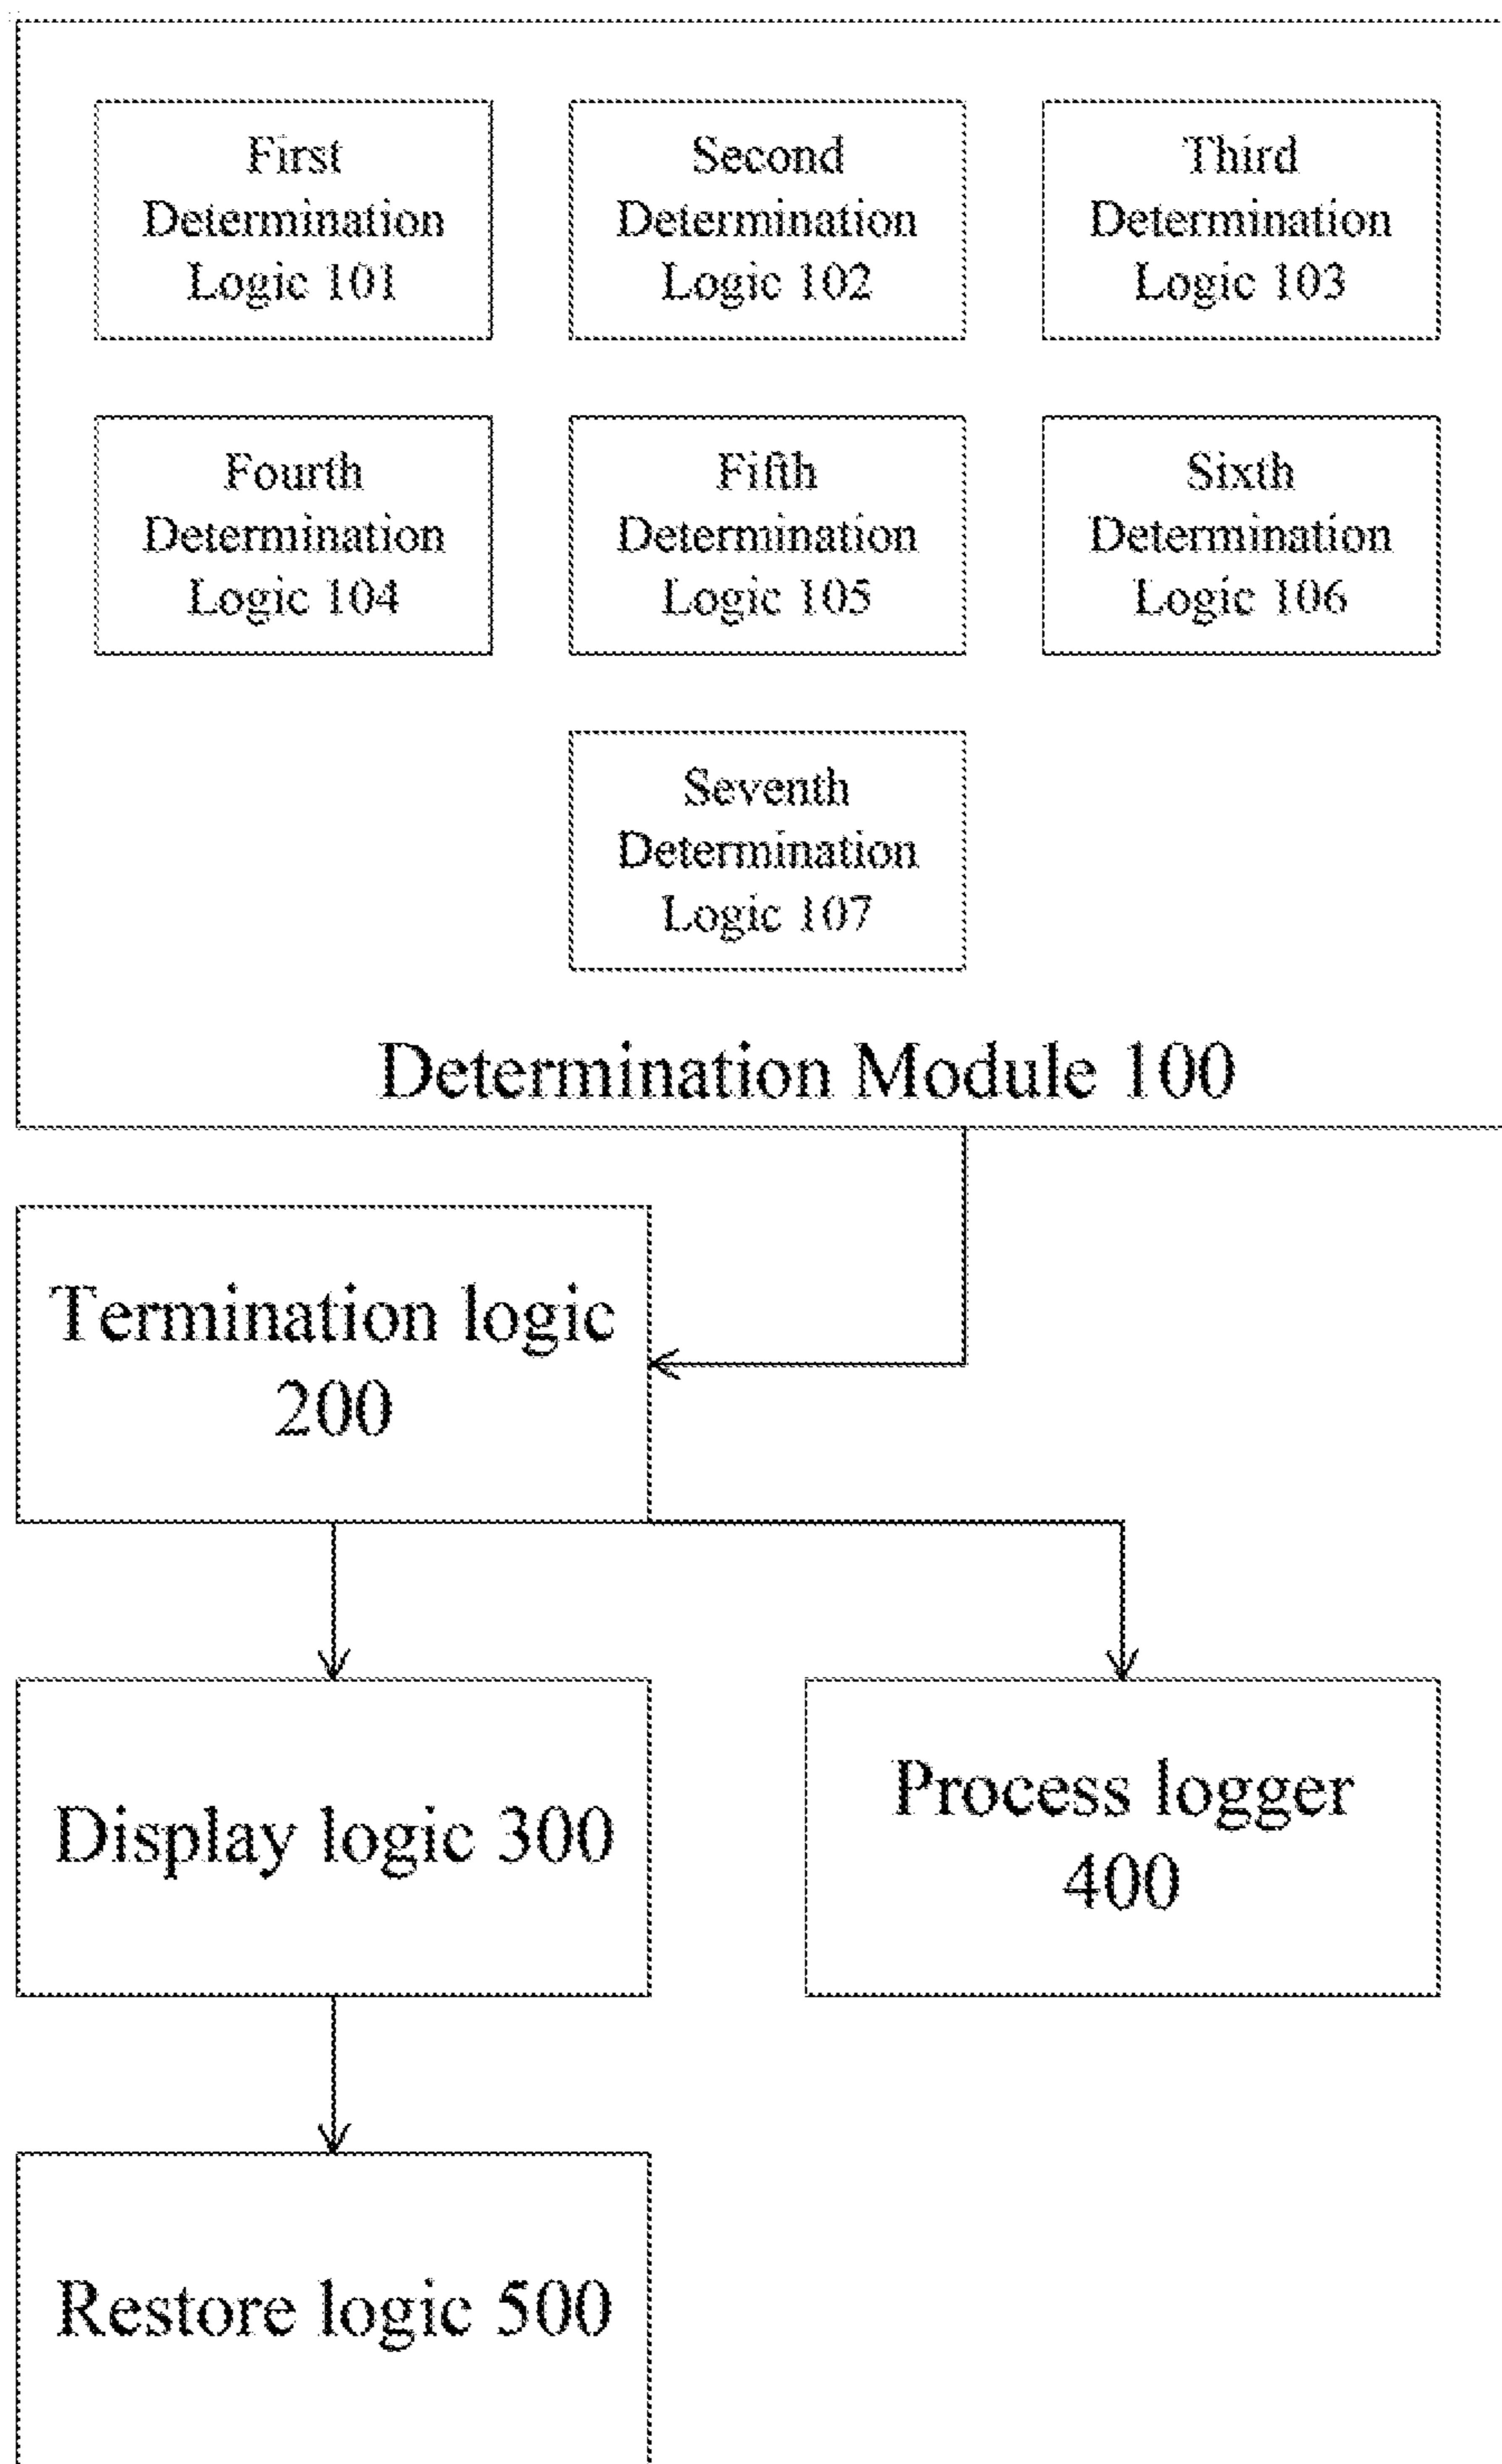 First
Determination
Logic 101
Second
Determination
Logic 102
Third
Determination
Logic 103
Fourth
Determination
Logic 104
Fifth
Determination
Logic 105
Sixth
Determination
Logic 106
Seventh
Determination
Logic 107
Determination Module 100
Termination logic
200
Display logic 300
Process logger
400
Restore logic 500